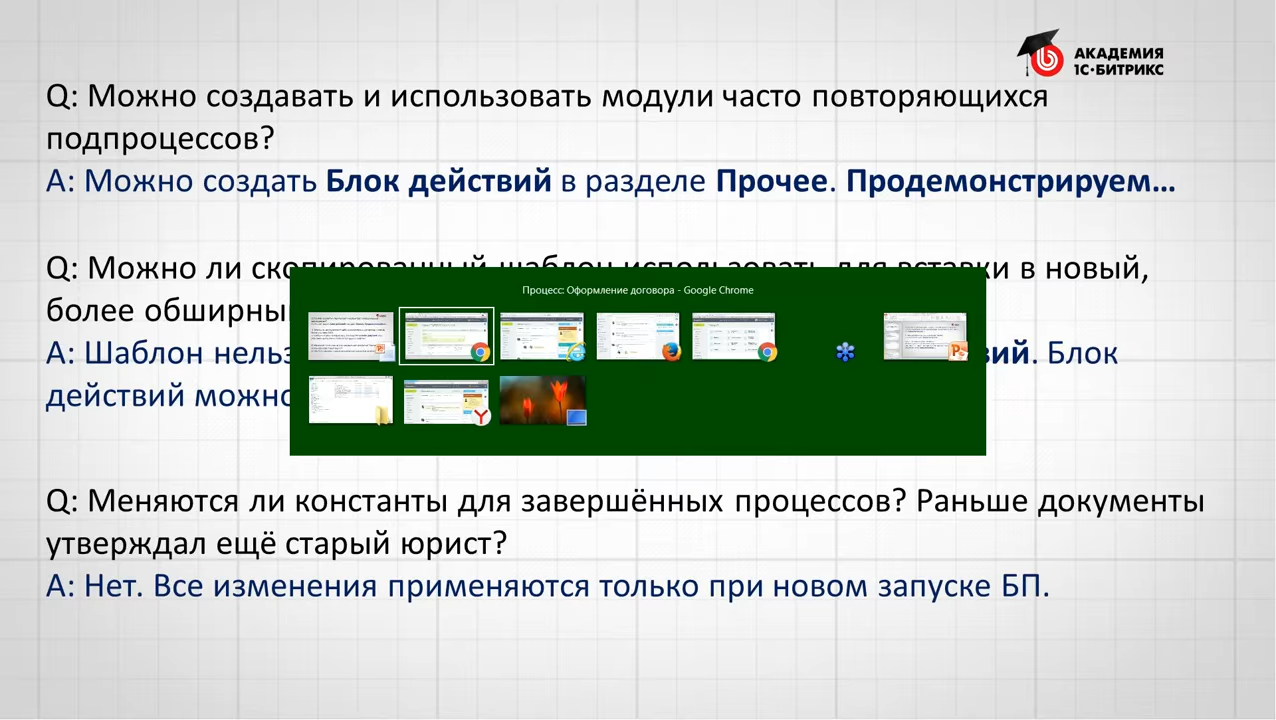 АКАДЕМИЯ
1С·БИТРИКС
Q: Можно создавать и использовать модули часто повторяющихся
подпроцессов?
А: Можно создать Блок действий в разделе Прочее. Продемонстрируем...
Q: Можно ли скопированный шаблон использовать для вставки в новый,
более обширны
Процесс: Оформление договора - Google Chrome
А: Шаблон нельз вий. Блок
действий можно
Q: Меняются ли константы для завершённых процессов? Раньше документы
утверждал ещё старый юрист?
А: Нет. Все изменения применяются только при новом запуске БП.